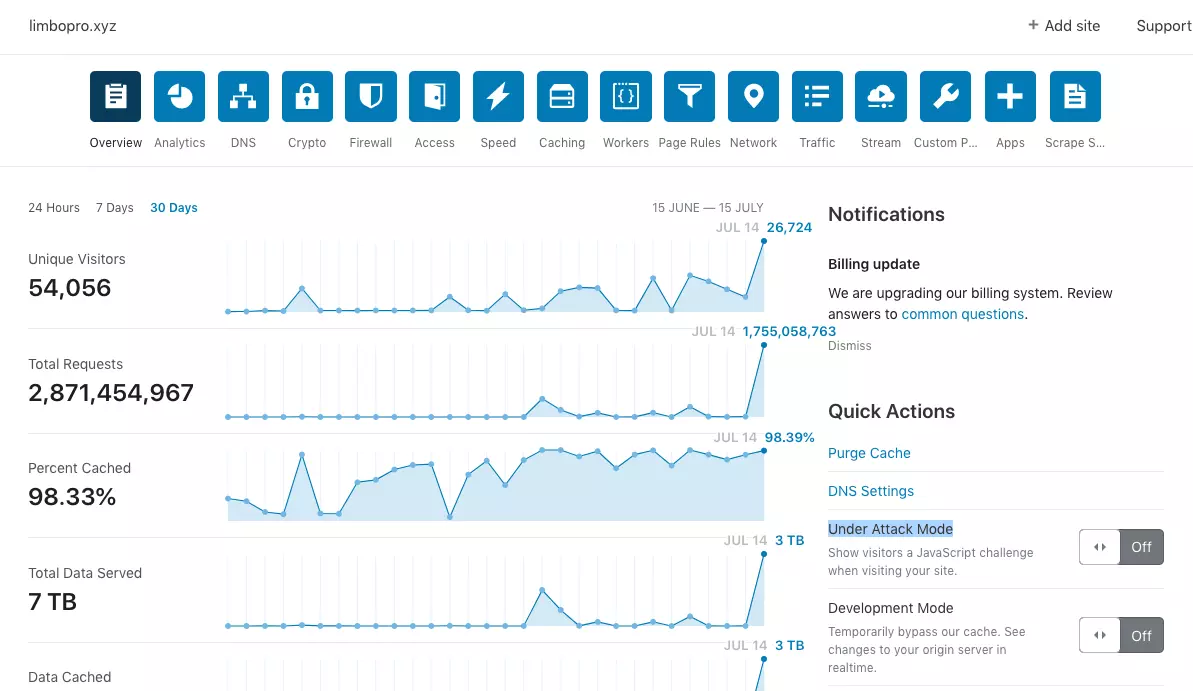 limbopro.xyz
+ Add site
Support
Overview
Analytics
DNS
Crypto
Firewall
Access
Speed
Caching
Workers
Page Rules
Network
Traffic
Stream
Custom P...
Apps
Scrape S...
24 Hours 7 Days 30 Days
15 JUNE — 15 JULY
JUL 14 26,724
Unique Visitors
54,056
JUL 14 1,755,058,763
Total Requests
2,871,454,967
JUL 14 98.39%
Percent Cached
98.33%
JUL 14 3 TB
Total Data Served
7 TB
JUL 14 3 TB
Data Cached
Notifications
Billing update
We are upgrading our billing system. Review
answers to common questions.
Dismiss
Quick Actions
Purge Cache
DNS Settings
Under Attack Mode
Show visitors a JavaScript challenge
when visiting your site.
Off
Development Mode
Temporarily bypass our cache. See
changes to your origin server in
realtime.
Off